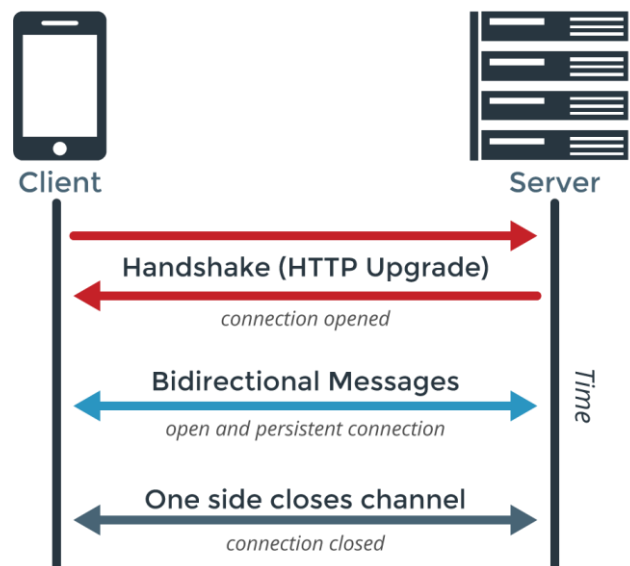 Client
Server
Handshake (HTTP Upgrade)
connection opened
Bidirectional Messages
open and persistent connection
Time
One side closes channel
connection closed